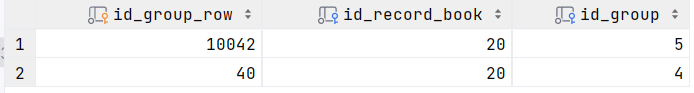 id_group_row id_record_book id_group
1 10042 20 5
2 40 20 4